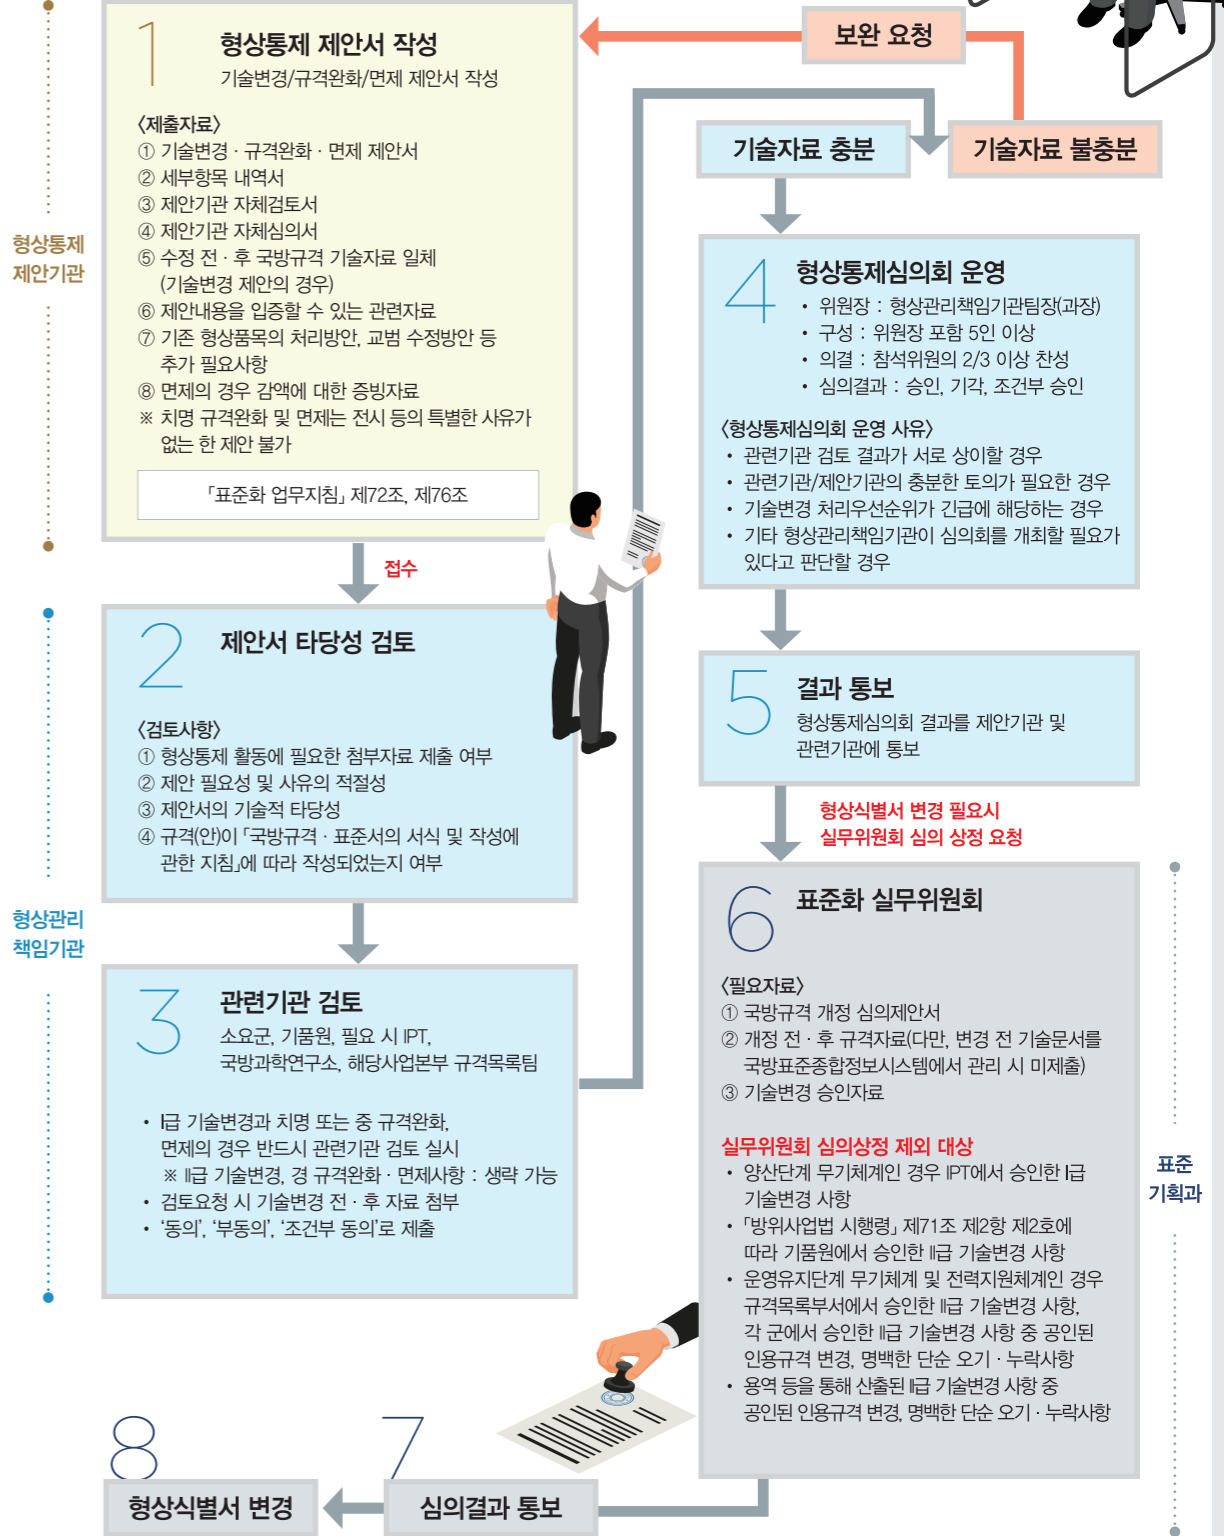 형상통제
제안기관
1
형상통제 제안서 작성
기술변경/규격완화/면제 제안서 작성
〈제출자료〉
① 기술변경 · 규격완화 · 면제 제안서
② 세부항목 내역서
③ 제안기관 자체검토서
④ 제안기관 자체심의서
⑤ 수정 전 · 후 국방규격 기술자료 일체
(기술변경 제안의 경우)
⑥ 제안내용을 입증할 수 있는 관련자료
⑦ 기존 형상품목의 처리방안, 교범 수정방안 등
추가 필요사항
⑧ 면제의 경우 감액에 대한 증빙자료
※ 치명 규격완화 및 면제는 전시 등의 특별한 사유가
없는 한 제안 불가
「표준화 업무지침」 제72조, 제76조
접수
형상관리
책임기관
2
제안서 타당성 검토
〈검토사항〉
① 형상통제 활동에 필요한 첨부자료 제출 여부
② 제안 필요성 및 사유의 적절성
③ 제안서의 기술적 타당성
④ 규격(안)이 「국방규격 · 표준서의 서식 및 작성에
관한 지침」에 따라 작성되었는지 여부
3
관련기관 검토
소요군, 기품원, 필요 시 IPT,
국방과학연구소, 해당사업본부 규격목록팀
• Ⅰ급 기술변경과 치명 또는 중 규격완화,
면제의 경우 반드시 관련기관 검토 실시
※ Ⅱ급 기술변경, 경 규격완화 · 면제사항 : 생략 가능
• 검토요청 시 기술변경 전 · 후 자료 첨부
• ‘동의’, ‘부동의’, ‘조건부 동의’로 제출
보완 요청
기술자료 충분
기술자료 불충분
4
형상통제심의회 운영
• 위원장 : 형상관리책임기관팀장(과장)
• 구성 : 위원장 포함 5인 이상
• 의결 : 참석위원의 2/3 이상 찬성
• 심의결과 : 승인, 기각, 조건부 승인
〈형상통제심의회 운영 사유〉
• 관련기관 검토 결과가 서로 상이할 경우
• 관련기관/제안기관의 충분한 토의가 필요한 경우
• 기술변경 처리우선순위가 긴급에 해당하는 경우
• 기타 형상관리책임기관이 심의회를 개최할 필요가
있다고 판단할 경우
5
결과 통보
형상통제심의회 결과를 제안기관 및
관련기관에 통보
형상식별서 변경 필요시
실무위원회 심의 상정 요청
6
표준화 실무위원회
〈필요자료〉
① 국방규격 개정 심의제안서
② 개정 전 · 후 규격자료(다만, 변경 전 기술문서를
국방표준종합정보시스템에서 관리 시 미제출)
③ 기술변경 승인자료
실무위원회 심의상정 제외 대상
• 양산단계 무기체계인 경우 IPT에서 승인한 Ⅰ급
기술변경 사항
• 「방위사업법 시행령」 제71조 제2항 제2호에
따라 기품원에서 승인한 Ⅱ급 기술변경 사항
• 운영유지단계 무기체계 및 전력지원체계인 경우
규격목록부서에서 승인한 Ⅱ급 기술변경 사항,
각 군에서 승인한 Ⅱ급 기술변경 사항 중 공인된
인용규격 변경, 명백한 단순 오기 · 누락사항
• 용역 등을 통해 산출된 Ⅱ급 기술변경 사항 중
공인된 인용규격 변경, 명백한 단순 오기 · 누락사항
표준
기획과
7
심의결과 통보
8
형상식별서 변경